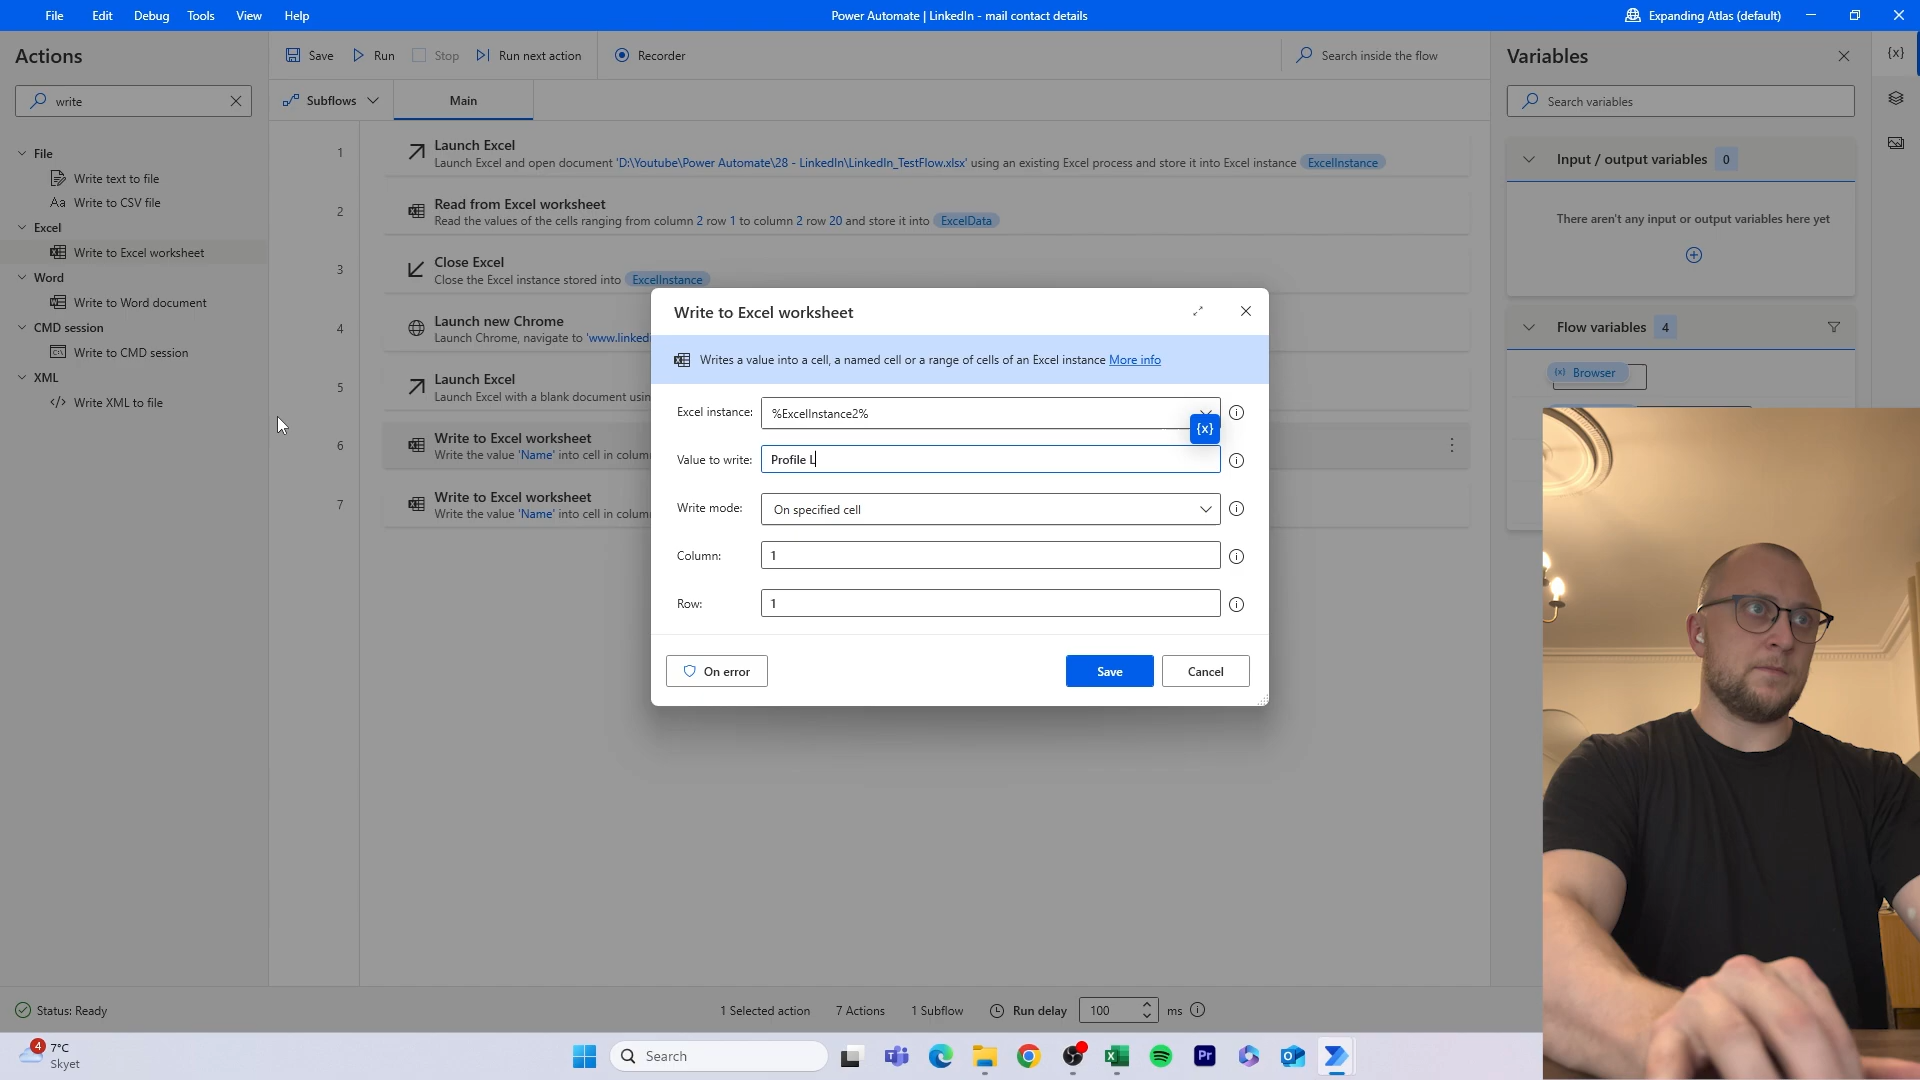 File Edit Debug Tools View Help Power Automate | LinkedIn - mail contact details Expanding Atlas (default)
Actions
write
File
Write text to file
Aa Write to CSV file
Excel
Write to Excel worksheet
Word
Write to Word document
CMD session
Write to CMD session
XML
Write XML to file
Save Run Stop Run next action Recorder Search inside the flow
Subflows Main
1 Launch Excel
Launch Excel and open document 'D:\Youtube\Power Automate\28 - LinkedIn\LinkedIn_TestFlow.xlsx' using an existing Excel process and store it into Excel instance ExcelInstance
2 Read from Excel worksheet
Read the values of the cells ranging from column 2 row 1 to column 2 row 20 and store it into ExcelData
3 Close Excel
Close the Excel instance stored into ExcelInstance
4 Launch new Chrome
Launch Chrome, navigate to 'www.linked
5 Launch Excel
Launch Excel with a blank document usin
6 Write to Excel worksheet
Write the value 'Name' into cell in colum
7 Write to Excel worksheet
Write the value 'Name' into cell in colum
Write to Excel worksheet
Writes a value into a cell, a named cell or a range of cells of an Excel instance More info
Excel instance: %ExcelInstance2%
{x}
Value to write: Profile L
Write mode: On specified cell
Column: 1
Row: 1
On error Save Cancel
Variables
{x}
Search variables
Input / output variables 0
There aren't any input or output variables here yet
Flow variables 4
(x) Browser
Status: Ready 1 Selected action 7 Actions 1 Subflow Run delay 100 ms
4 7°C
Skyet
Search
Pr